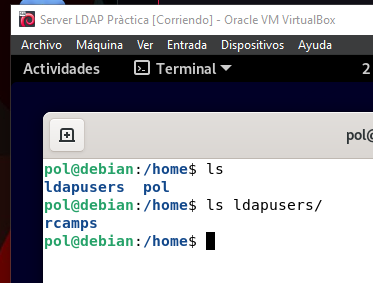 Server LDAP Pràctica [Corriendo] - Oracle VM VirtualBox
Archivo Máquina Ver Entrada Dispositivos Ayuda
Actividades Terminal 2
pol@
pol@debian:/home$ ls
ldapusers pol
pol@debian:/home$ ls ldapusers/
rcamps
pol@debian:/home$